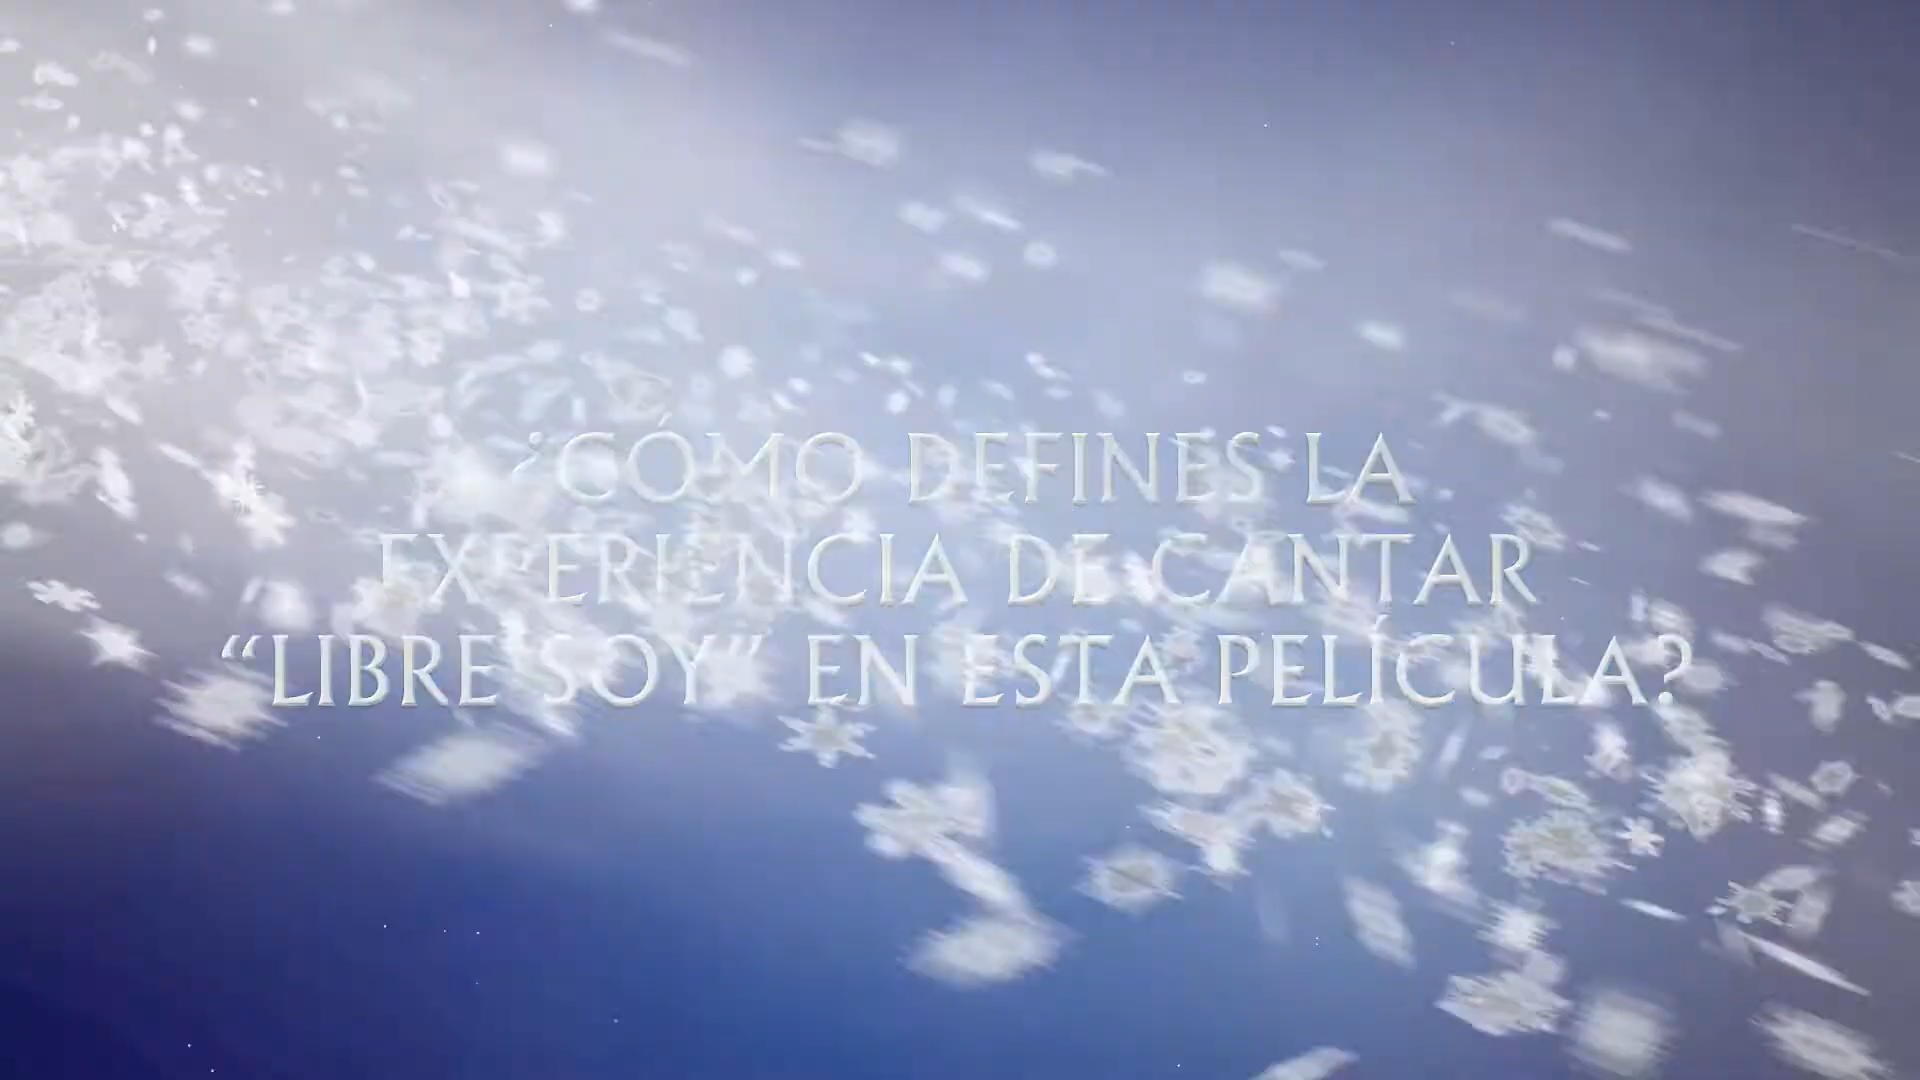 ¿CÓMO DEFINES LA
EXPERIENCIA DE CANTAR
“LIBRE SOY” EN ESTA PELÍCULA?